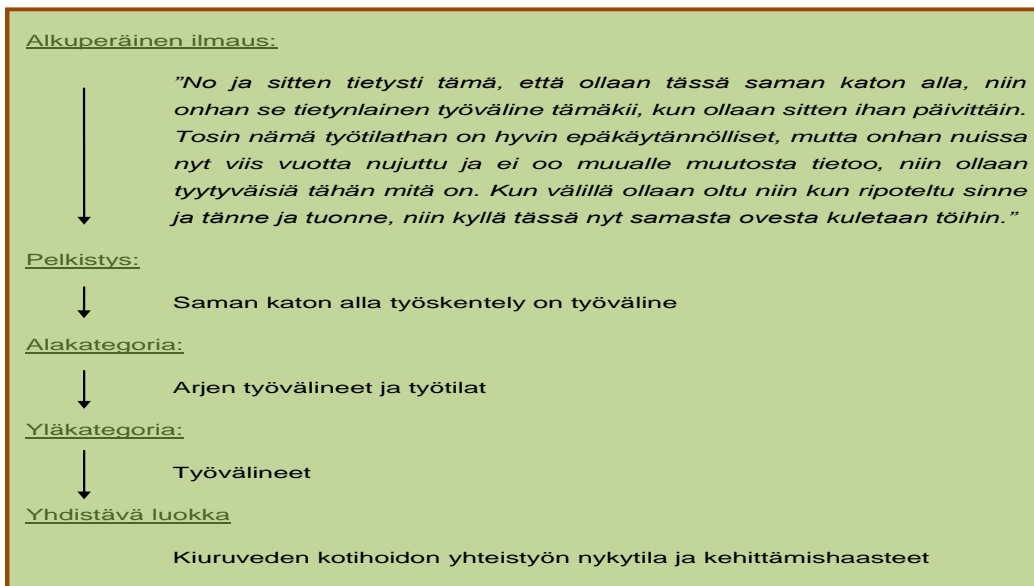 Alkuperäinen ilmaus:
”No ja sitten tietysti tämä, että ollaan tässä saman katon alla, niin
onhan se tietynlainen työväline tämäkii, kun ollaan sitten ihan päivittäin.
Tosin nämä työtilathan on hyvin epäkäytännölliset, mutta onhan nuissa
nyt viis vuotta nujuttu ja ei oo muualle muutosta tietoo, niin ollaan
tyytyväisiä tähän mitä on. Kun välillä ollaan oltu niin kun ripoteltu sinne
ja tänne ja tuonne, niin kyllä tässä nyt samasta ovesta kuletaan töihin.”
Pelkistys:
Saman katon alla työskentely on työväline
Alakategoria:
Arjen työvälineet ja työtilat
Yläkategoria:
Työvälineet
Yhdistävä luokka
Kiuruveden kotihoidon yhteistyön nykytila ja kehittämishaasteet